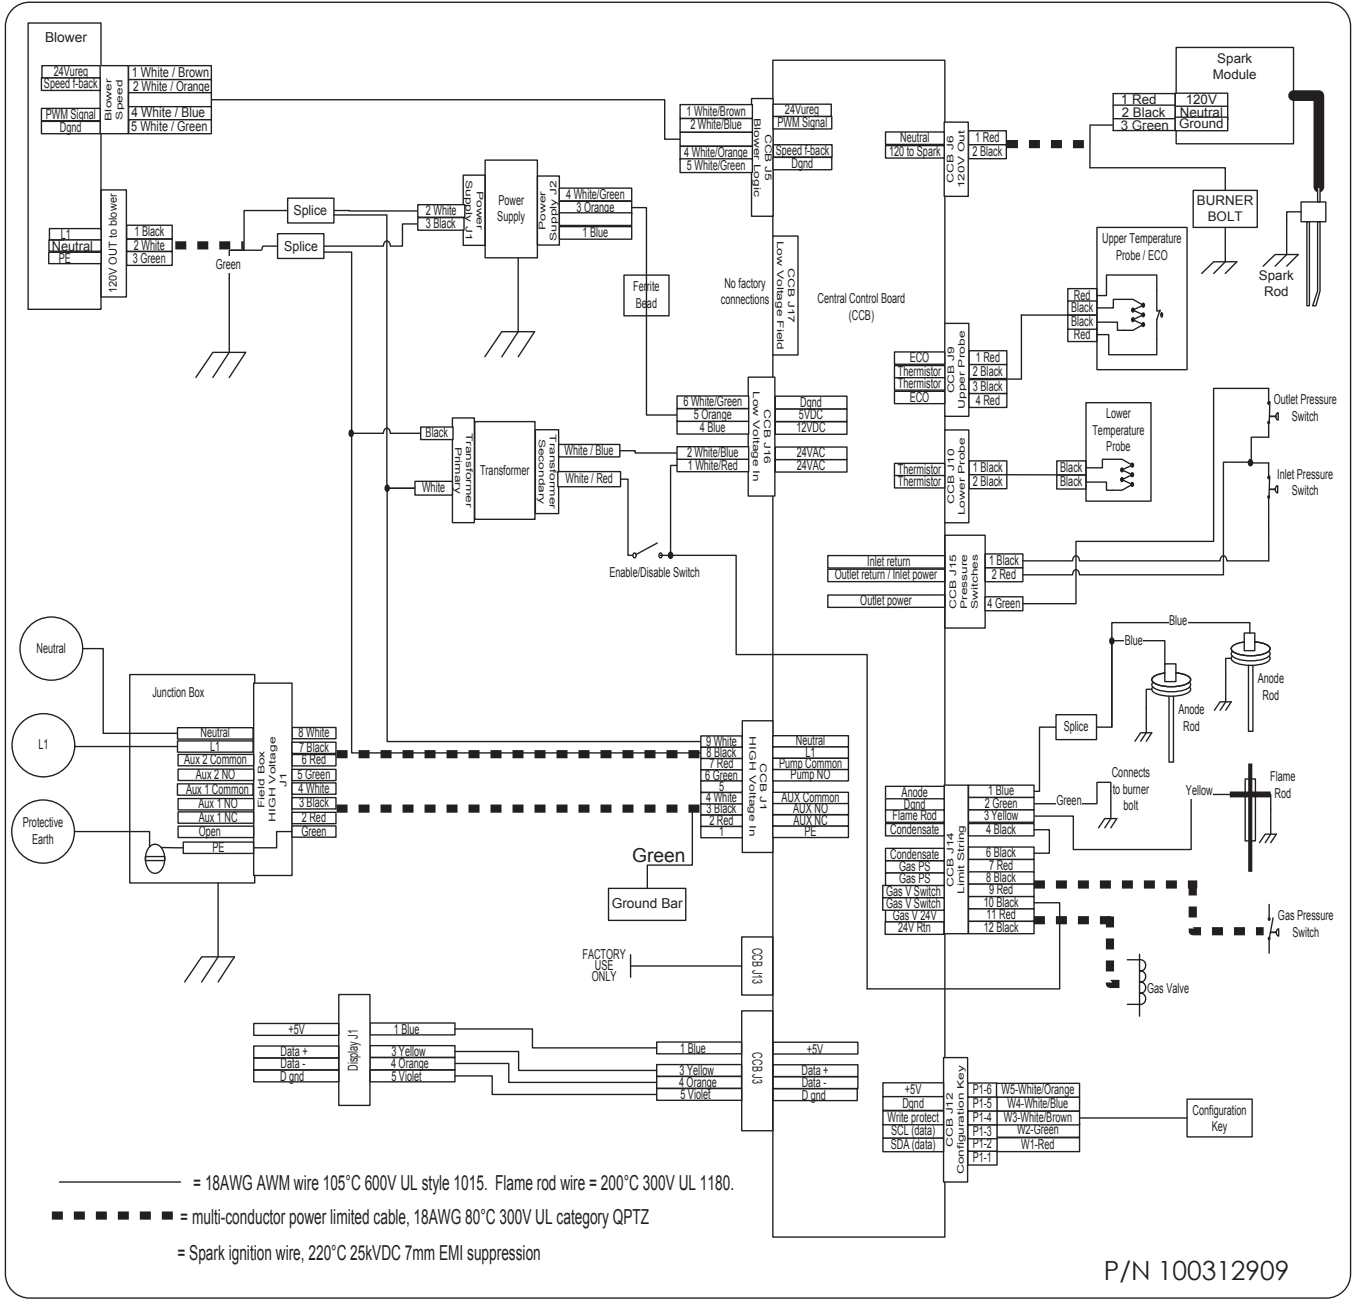 Blower
24Vureg
Speed f-back
PWM Signal
Dgnd
Blower Speed
1 White / Brown
2 White / Orange
4 White / Blue
5 White / Green
L1
Neutral
PE
120V OUT to blower
1 Black
2 White
3 Green
Green
Splice
Splice
2 White
3 Black
Power Supply J1
Power Supply
Power Supply J2
4 White/Green
3 Orange
1 Blue
Ferrite Bead
1 White/Brown
2 White/Blue
4 White/Orange
5 White/Green
CCB J5
Blower Logic
24Vureg
PWM Signal
Speed f-back
Dgnd
No factory connections
CCB J17
Low Voltage Field
Central Control Board
(CCB)
6 White/Green
5 Orange
4 Blue
2 White/Blue
1 White/Red
CCB J16
Low Voltage In
Dgnd
5VDC
12VDC
24VAC
24VAC
Black
White
Transformer Primary
Transformer
Transformer Secondary
White / Blue
White / Red
Enable/Disable Switch
Neutral
120 to Spark
CCB J6
120V Out
1 Red
2 Black
Spark Module
1 Red
2 Black
3 Green
120V
Neutral
Ground
BURNER BOLT
Spark Rod
Upper Temperature Probe / ECO
Red
Black
Black
Red
ECO
Thermistor
Thermistor
ECO
CCB J9
Upper Probe
1 Red
2 Black
3 Black
4 Red
Lower Temperature Probe
Black
Black
Thermistor
Thermistor
CCB J10
Lower Probe
1 Black
2 Black
Outlet Pressure Switch
Inlet Pressure Switch
Inlet return
Outlet return / Inlet power
Outlet power
CCB J15
Pressure Switches
1 Black
2 Red
4 Green
Blue
Blue
Anode Rod
Anode Rod
Splice
Neutral
L1
Protective Earth
Junction Box
Neutral
L1
Aux 2 Common
Aux 2 NO
Aux 1 Common
Aux 1 NO
Aux 1 NC
Open
PE
Field Box
HIGH Voltage
J1
8 White
7 Black
6 Red
5 Green
4 White
3 Black
2 Red
Green
9 White
8 Black
7 Red
6 Green
5
4 White
3 Black
2 Red
1
CCB J1
HIGH Voltage In
Neutral
L1
Pump Common
Pump NO
AUX Common
AUX NO
AUX NC
PE
Green
Ground Bar
Anode
Dgnd
Flame Rod
Condensate
Condensate
Gas PS
Gas PS
Gas V Switch
Gas V Switch
Gas V 24V
24V Rtn
CCB J14
Limit String
1 Blue
2 Green
3 Yellow
4 Black
6 Black
7 Red
8 Black
9 Red
10 Black
11 Red
12 Black
Green
Connects to burner bolt
Yellow
Flame Rod
Gas Pressure Switch
Gas Valve
FACTORY USE ONLY
CCB J13
+5V
Data +
Data -
D gnd
Display J1
1 Blue
3 Yellow
4 Orange
5 Violet
1 Blue
3 Yellow
4 Orange
5 Violet
CCB J3
+5V
Data +
Data -
D gnd
+5V
Dgnd
Write protect
SCL (data)
SDA (data)
CCB J12
Configuration Key
P1-6
P1-5
P1-4
P1-3
P1-2
P1-1
W5-White/Orange
W4-White/Blue
W3-White/Brown
W2-Green
W1-Red
Configuration Key
= 18AWG AWM wire 105°C 600V UL style 1015. Flame rod wire = 200°C 300V UL 1180.
= multi-conductor power limited cable, 18AWG 80°C 300V UL category QPTZ
= Spark ignition wire, 220°C 25kVDC 7mm EMI suppression
P/N 100312909